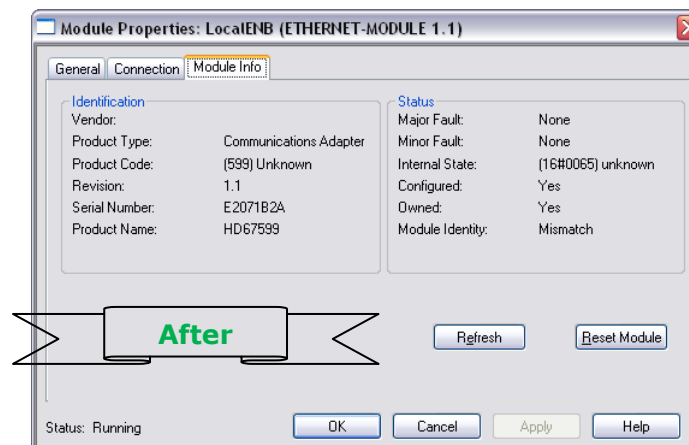 Module Properties: LocalENB (ETHERNET-MODULE 1.1)
General Connection Module Info
Identification
Vendor:
Product Type: Communications Adapter
Product Code: (599) Unknown
Revision: 1.1
Serial Number: E2071B2A
Product Name: HD67599
Status
Major Fault: None
Minor Fault: None
Internal State: (16#0065) unknown
Configured: Yes
Owned: Yes
Module Identity: Mismatch
After
Refresh Reset Module
Status: Running OK Cancel Apply Help